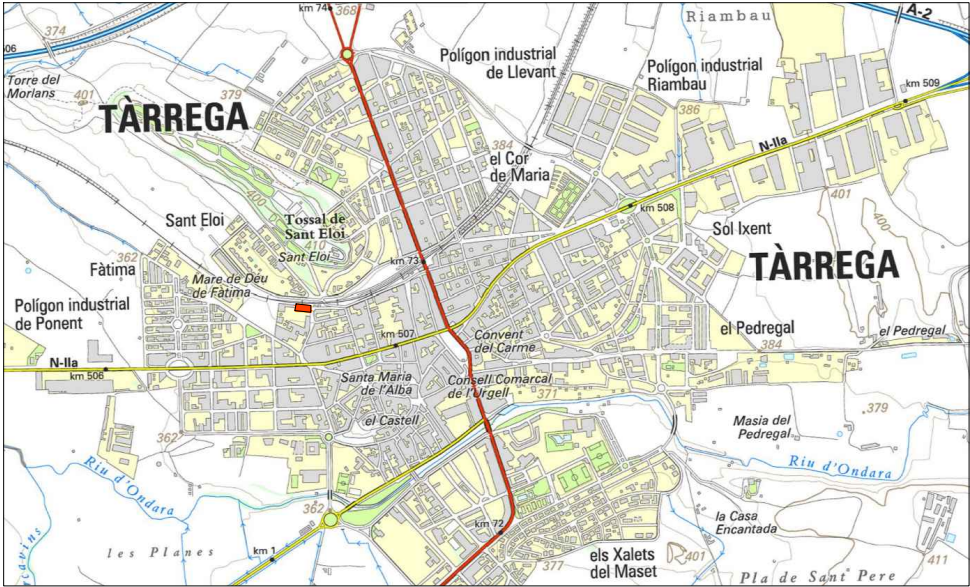 km 74
368
374
506
A-2
Riambau
Polígon industrial
de Llevant
Polígon industrial
Riambau
km 509
Torre del
Morlans
401
379
TÀRREGA
386
N-IIa
384
el Cor
de Maria
400
401
400
km 508
Sant Eloi
Tossal de
Sant Eloi
410
Sant Eloi
Sòl Ixent
362
Fàtima
km 73
TÀRREGA
Mare de Déu
de Fàtima
Polígon industrial
de Ponent
km 507
Convent
del Carme
el Pedregal
384
el Pedregal
N-IIa
km 506
Santa Maria
de l'Alba
Consell Comarcal
de l'Urgell
371
el Castell
379
Masia del
Pedregal
362
Riu d'Ondara
Riu d'Ondara
362
km 72
la Casa
Encantada
les Planes
km 1
els Xalets
del Maset
377
401
411
Pla de Sant Pere